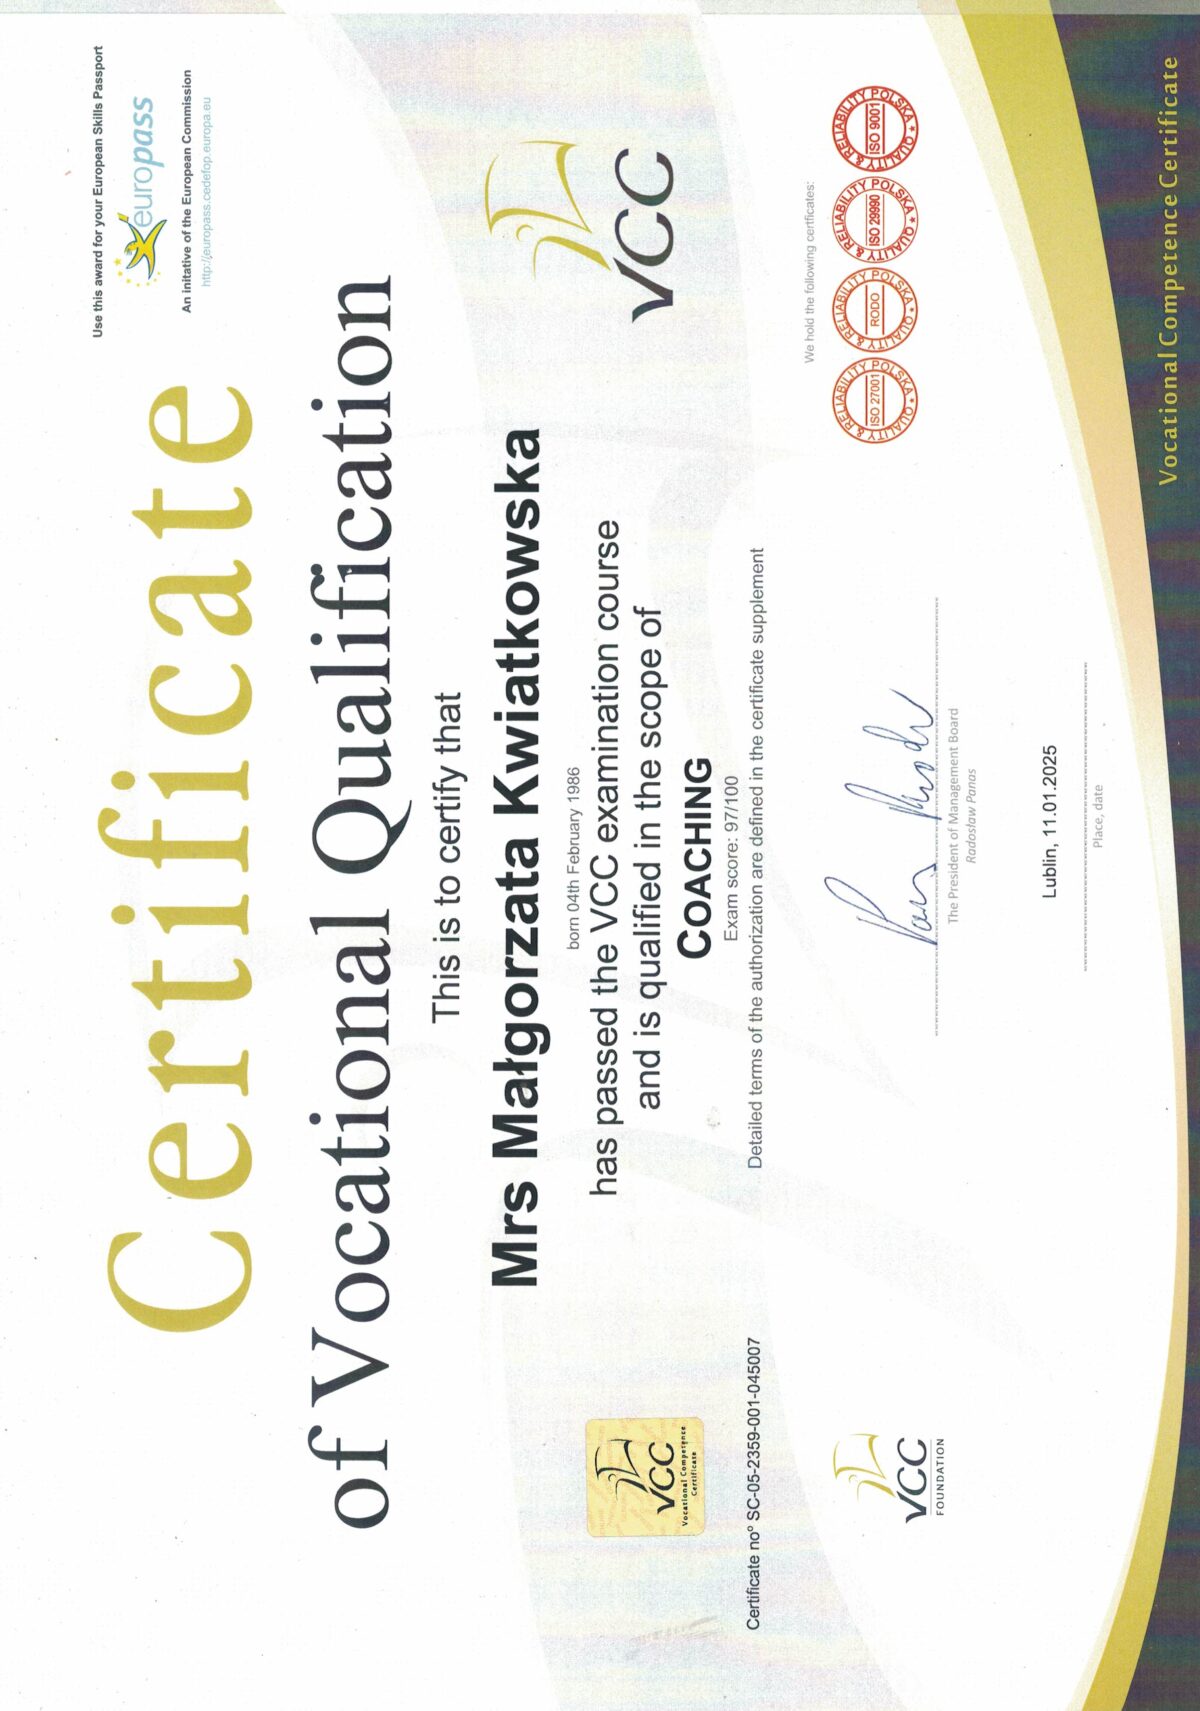 Use this award for your European Skills Passport
europass
An initative of the European Commission
http://europass.cedefop.europa.eu
Certificate
of Vocational Qualification
This is to certify that
Mrs Małgorzata Kwiatkowska
born 04th February 1986
has passed the VCC examination course
and is qualified in the scope of
COACHING
Exam score: 97/100
Detailed terms of the authorization are defined in the certificate supplement
VCC
VCC
Vocational Competence
Certificate
Certificate noº SC-05-2359-001-045007
VCC
FOUNDATION
The President of Management Board
Radosław Panas
Lublin, 11.01.2025
Place, date
We hold the following certficates:
QUALITY & RELIABILITY POLSKA
ISO 27001
QUALITY & RELIABILITY POLSKA
RODO
QUALITY & RELIABILITY POLSKA
ISO 29990
QUALITY & RELIABILITY POLSKA
ISO 9001
Vocational Competence Certificate